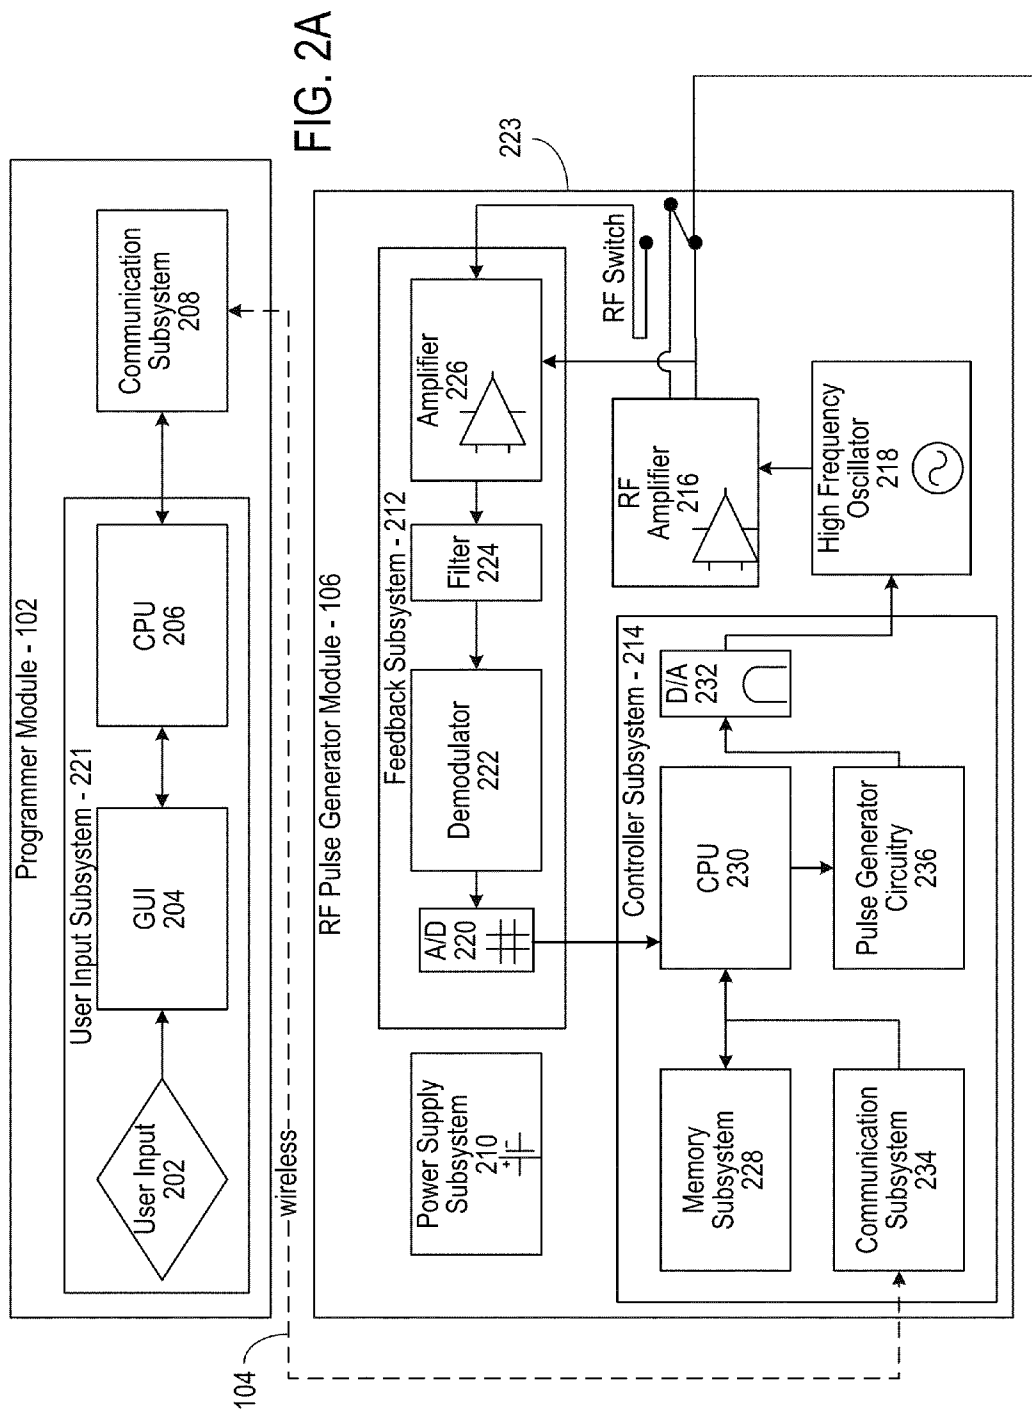 FIG. 2A
Programmer Module - 102
User Input Subsystem - 221
User Input
202
GUI
204
CPU
206
Communication
Subsystem
208
104
wireless
RF Pulse Generator Module - 106
223
Power Supply
Subsystem
210
+
Feedback Subsystem - 212
A/D
220
Demodulator
222
Filter
224
Amplifier
226
RF Switch
Controller Subsystem - 214
Memory
Subsystem
228
CPU
230
D/A
232
Communication
Subsystem
234
Pulse Generator
Circuitry
236
RF
Amplifier
216
High Frequency
Oscillator
218